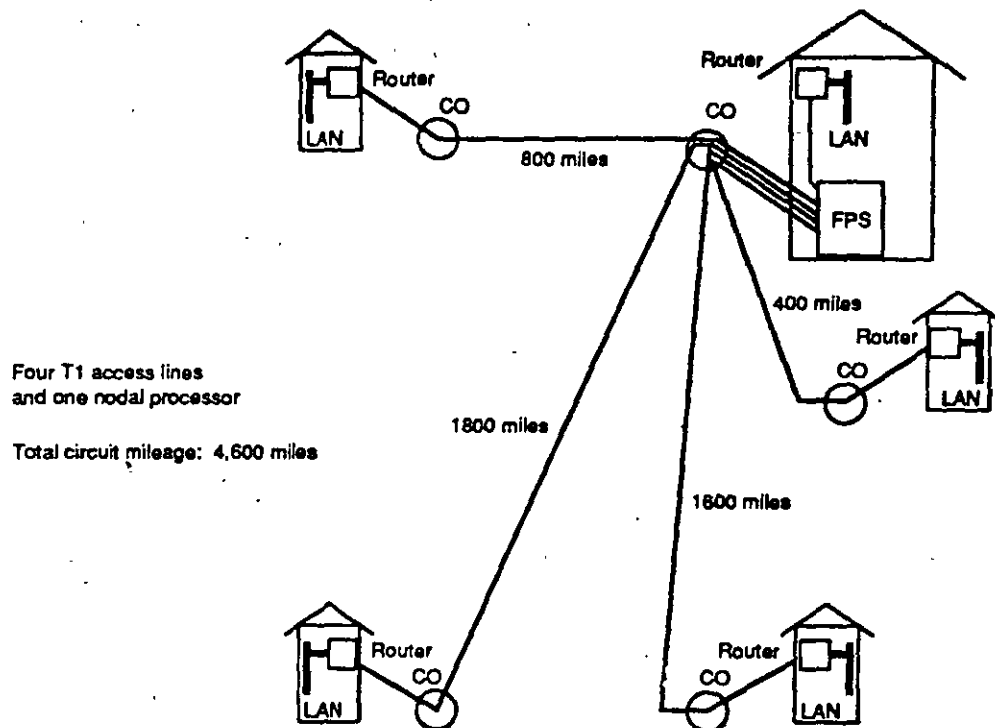 Router
CO
LAN
800 miles
CO
Router
LAN
FPS
400 miles
Router
CO
LAN
Four T1 access lines
and one nodal processor
Total circuit mileage: 4,600 miles
1800 miles
1600 miles
Router
CO
LAN
Router
CO
LAN